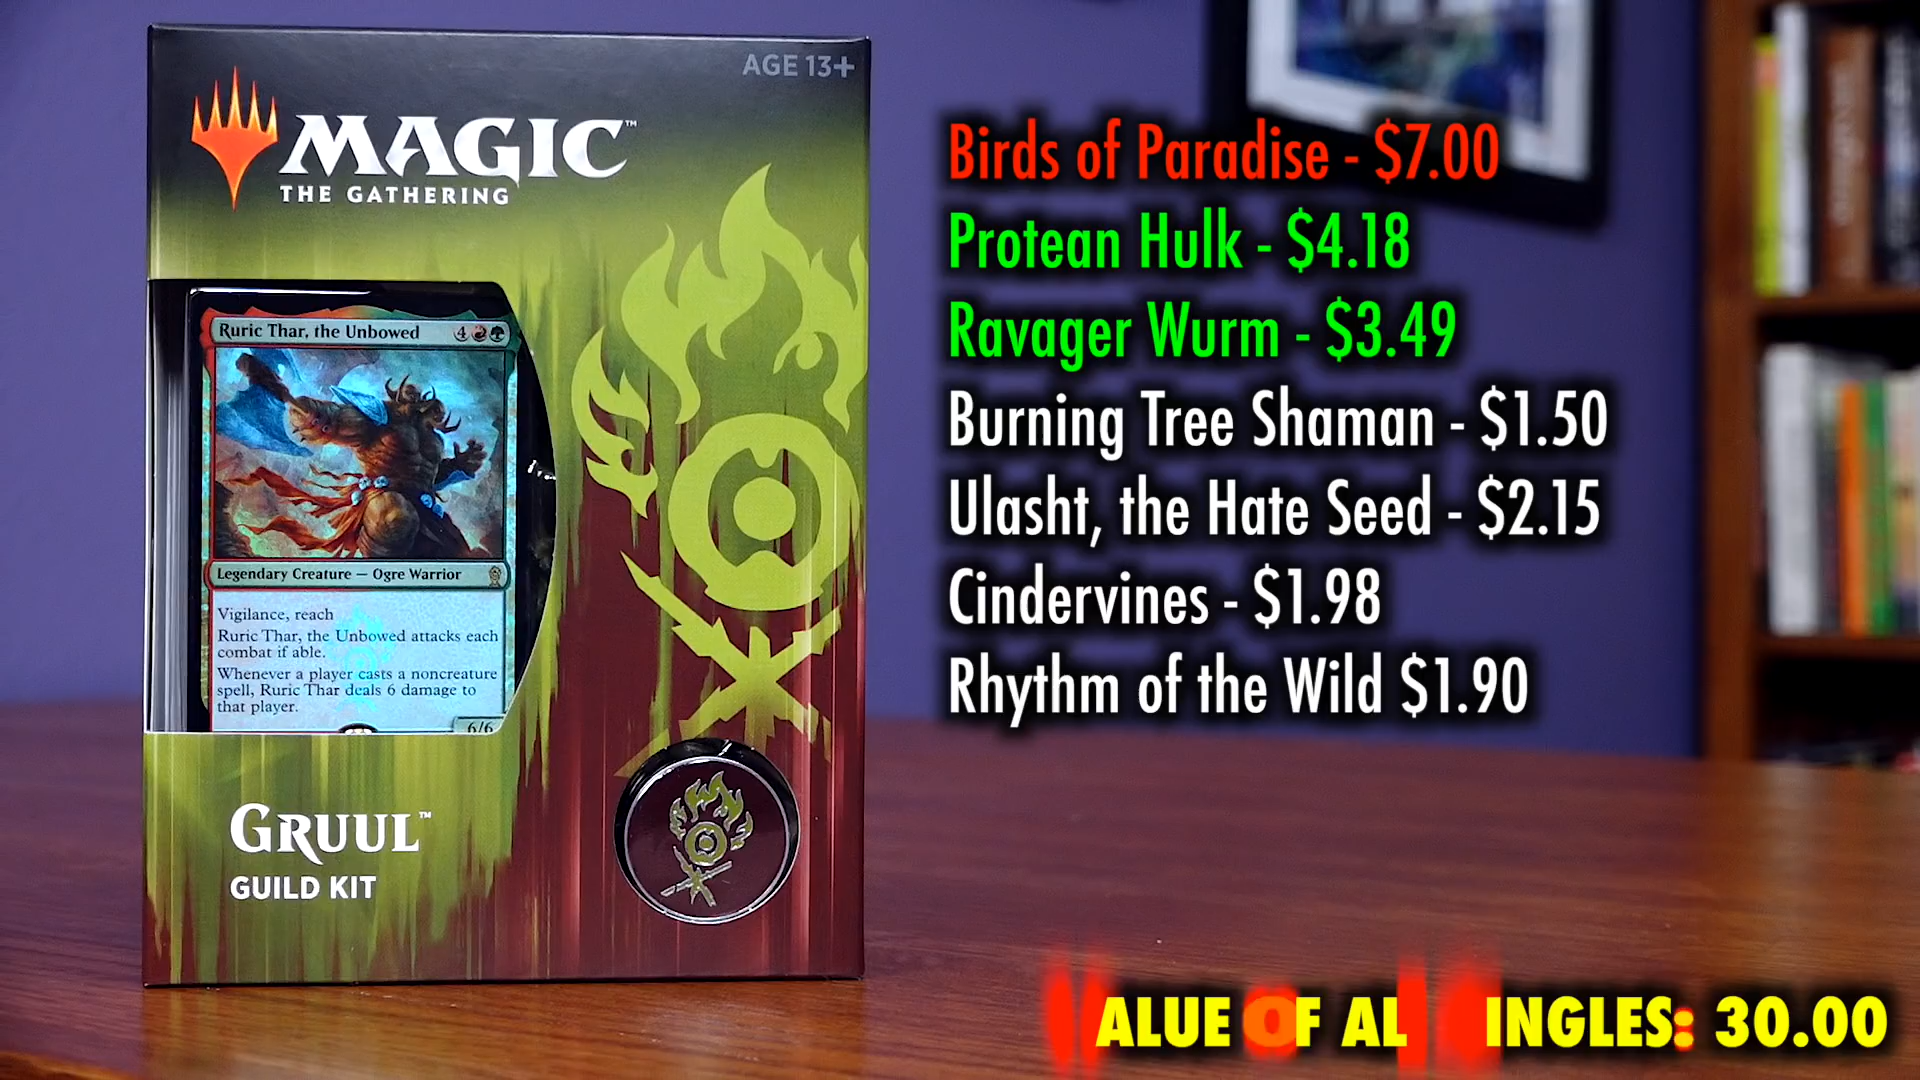 AGE 13+
MAGIC™
THE GATHERING
Ruric Thar, the Unbowed 4
Legendary Creature — Ogre Warrior
Vigilance, reach
Ruric Thar, the Unbowed attacks each
combat if able.
Whenever a player casts a noncreature
spell, Ruric Thar deals 6 damage to
that player.
6/6
GRUUL™
GUILD KIT
Birds of Paradise - $7.00
Protean Hulk - $4.18
Ravager Wurm - $3.49
Burning Tree Shaman - $1.50
Ulasht, the Hate Seed - $2.15
Cindervines - $1.98
Rhythm of the Wild $1.90
ALUE OF AL INGLES: 30.00